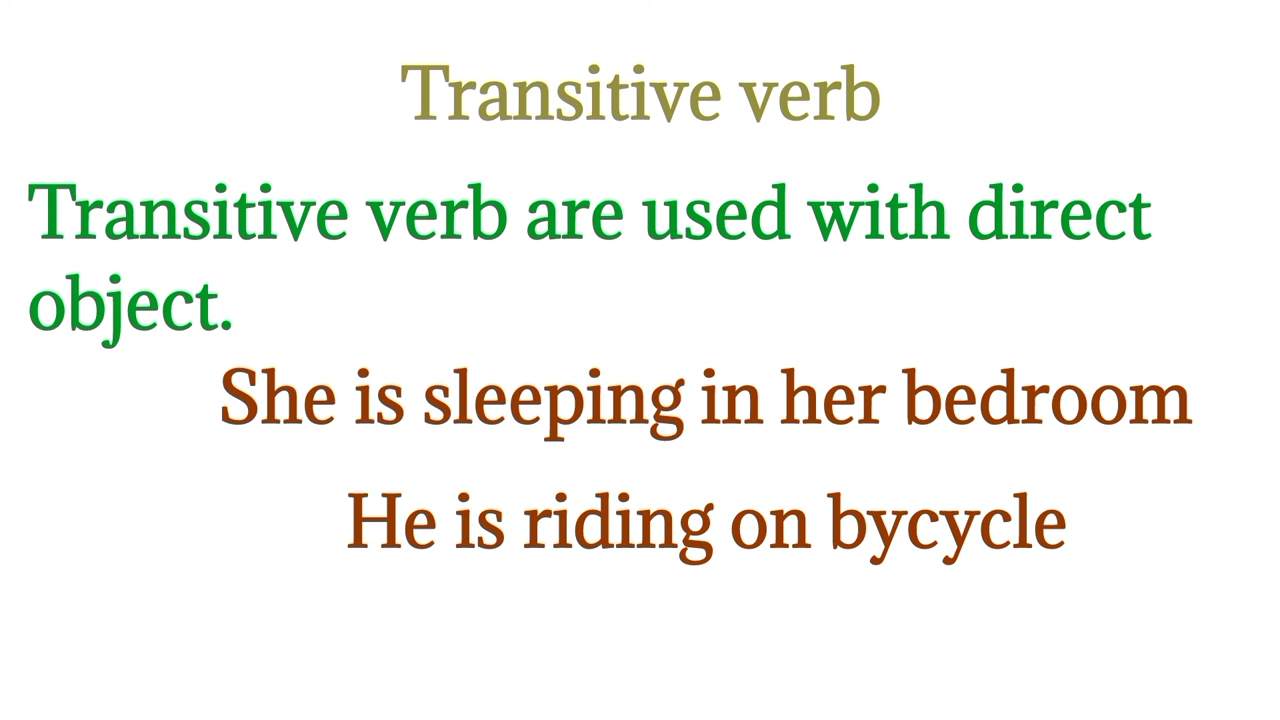 Transitive verb
Transitive verb are used with direct
object.
She is sleeping in her bedroom
He is riding on bycycle